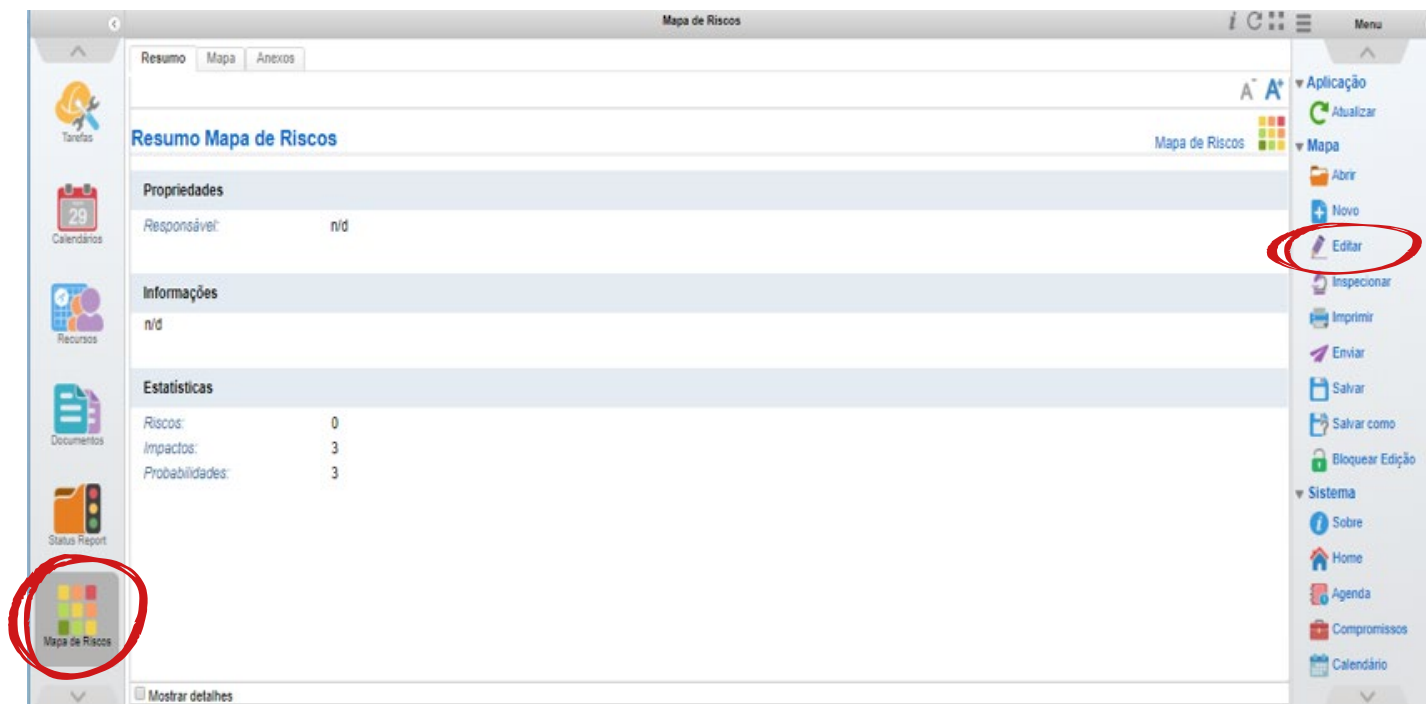 Mapa de Riscos
Menu
Resumo
Mapa
Anexos
A- A+
Resumo Mapa de Riscos
Mapa de Riscos
Propriedades
Responsável: n/d
Informações
n/d
Estatísticas
Riscos: 0
Impactos: 3
Probabilidades: 3
Mostrar detalhes
Tarefas
29
Calendários
Recursos
Documentos
Status Report
Mapa de Riscos
Aplicação
Atualizar
Mapa
Abrir
Novo
Editar
Inspecionar
Imprimir
Enviar
Salvar
Salvar como
Bloquear Edição
Sistema
Sobre
Home
Agenda
Compromissos
Calendário